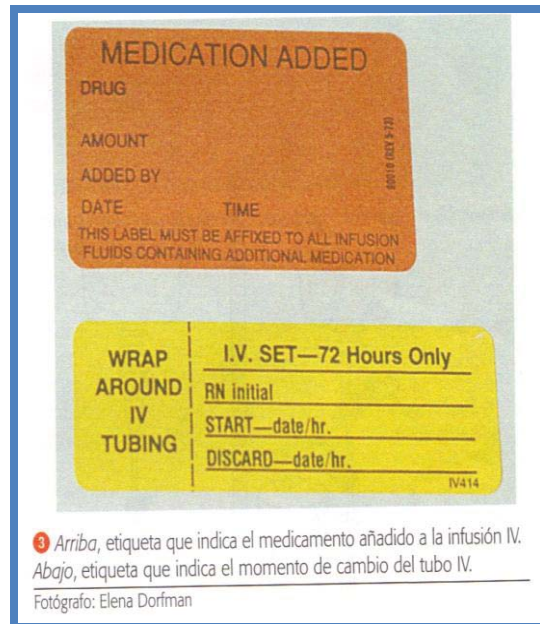 MEDICATION ADDED
DRUG
AMOUNT
ADDED BY
DATE TIME
THIS LABEL MUST BE AFFIXED TO ALL INFUSION
FLUIDS CONTAINING ADDITIONAL MEDICATION
(REV 5-73)
WRAP
AROUND
IV
TUBING
I.V. SET—72 Hours Only
RN initial
START—date/hr.
DISCARD—date/hr.
IV414
3 Arriba, etiqueta que indica el medicamento añadido a la infusión IV.
Abajo, etiqueta que indica el momento de cambio del tubo IV.
Fotógrafo: Elena Dorfman